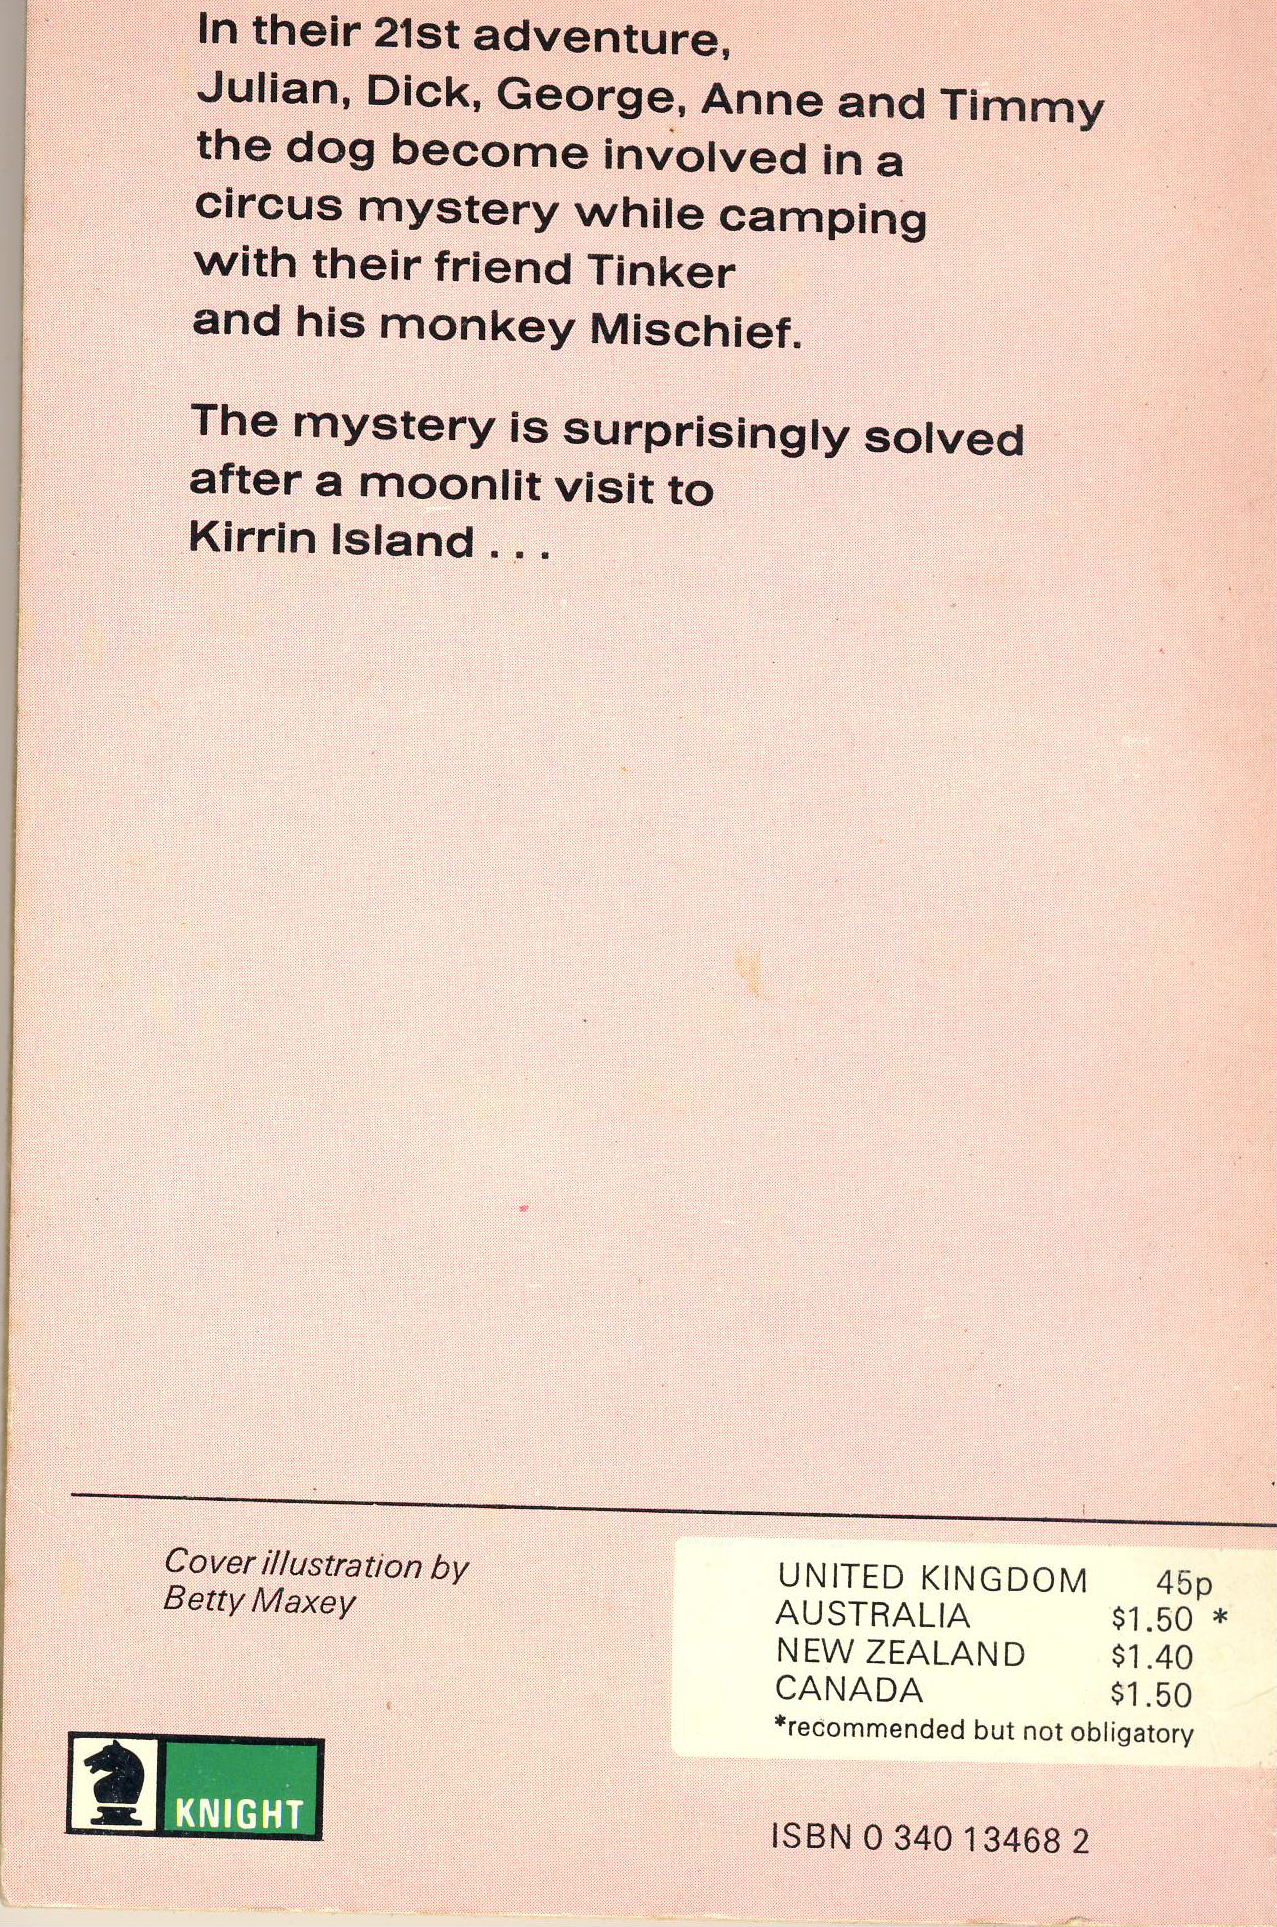 In their 21st adventure,
Julian, Dick, George, Anne and Timmy
the dog become involved in a
circus mystery while camping
with their friend Tinker
and his monkey Mischief.
The mystery is surprisingly solved
after a moonlit visit to
Kirrin Island . . .
Cover illustration by
Betty Maxey
UNITED KINGDOM 45p
AUSTRALIA $1.50 *
NEW ZEALAND $1.40
CANADA $1.50
*recommended but not obligatory
KNIGHT
ISBN 0 340 13468 2